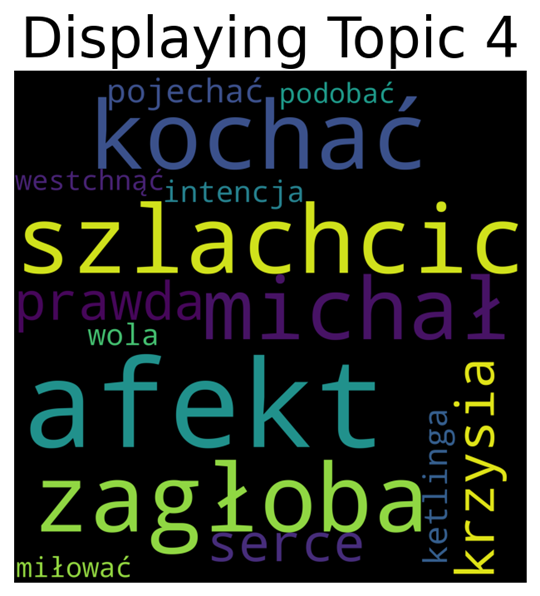 Displaying Topic 4
pojechać
podobać
kochać
westchnąć
intencja
szlachcic
prawda
michał
wola
afekt
krzysia
ketlinga
zagłoba
serce
miłować